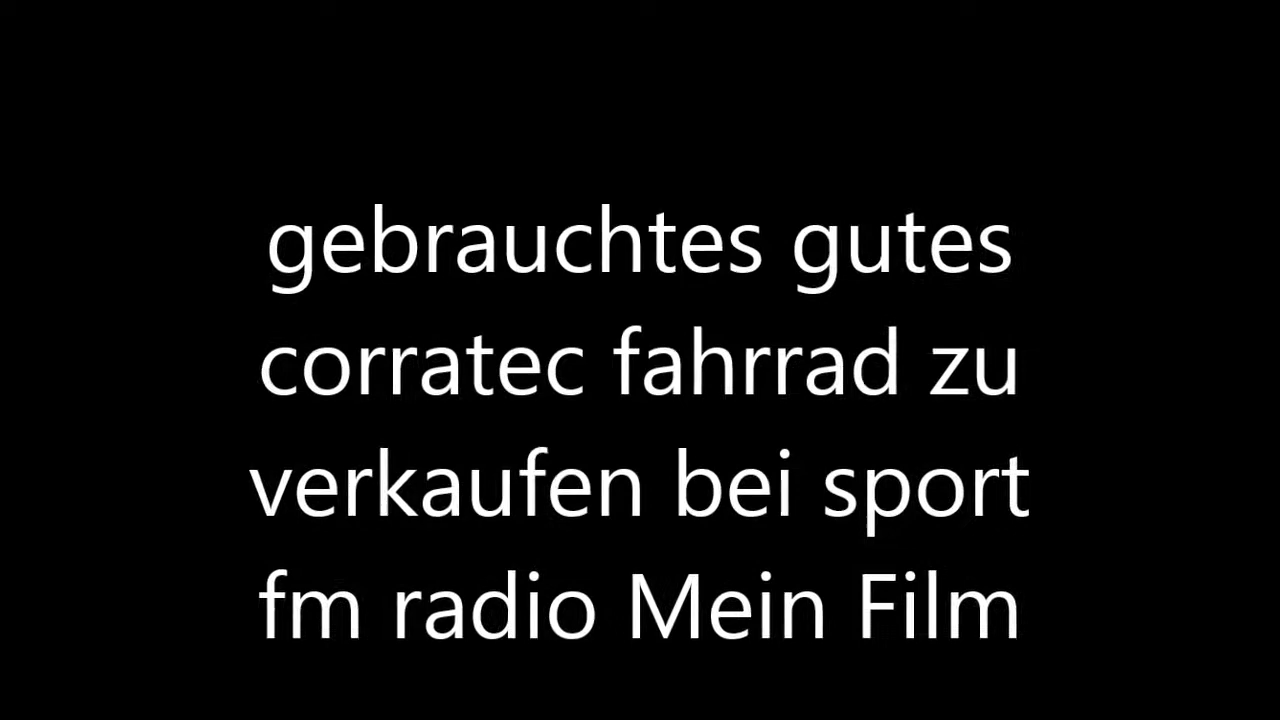 gebrauchtes gutes
corratec fahrrad zu
verkaufen bei sport
fm radio Mein Film